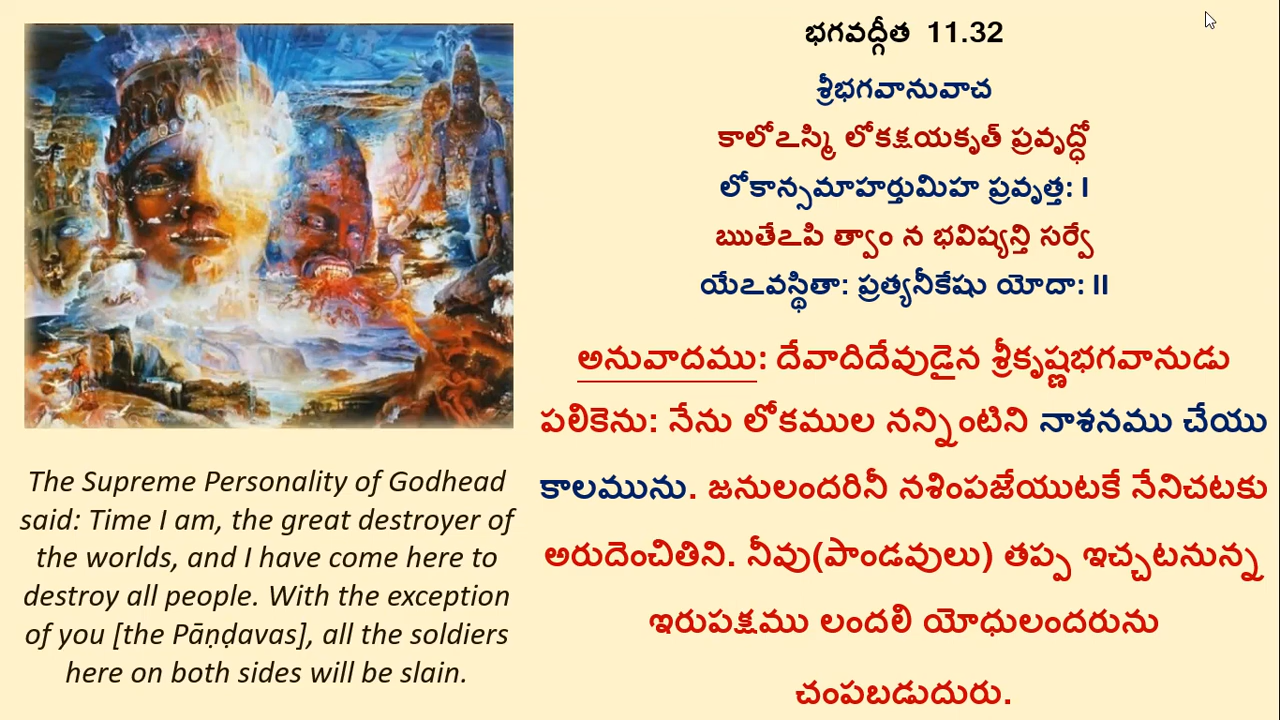 భగవద్గీత 11.32
శ్రీభగవానువాచ
కాలోఽస్మి లోకక్షయకృత్ ప్రవృద్ధో
లోకాన్సమాహర్తుమిహ ప్రవృత్త: I
ఋతేఽపి త్వాం న భవిష్యన్తి సర్వే
యేఽవస్థితా: ప్రత్యనీకేషు యోదా: II
అనువాదము: దేవాదిదేవుడైన శ్రీకృష్ణభగవానుడు
పలికెను: నేను లోకముల నన్నింటిని నాశనము చేయు
కాలమును. జనులందరినీ నశింపజేయుటకే నేనిచటకు
అరుదెంచితిని. నీవు(పాండవులు) తప్ప ఇచ్చటనున్న
ఇరుపక్షము లందలి యోధులందరును
చంపబడుదురు.
The Supreme Personality of Godhead
said: Time I am, the great destroyer of
the worlds, and I have come here to
destroy all people. With the exception
of you [the Pāṇḍavas], all the soldiers
here on both sides will be slain.